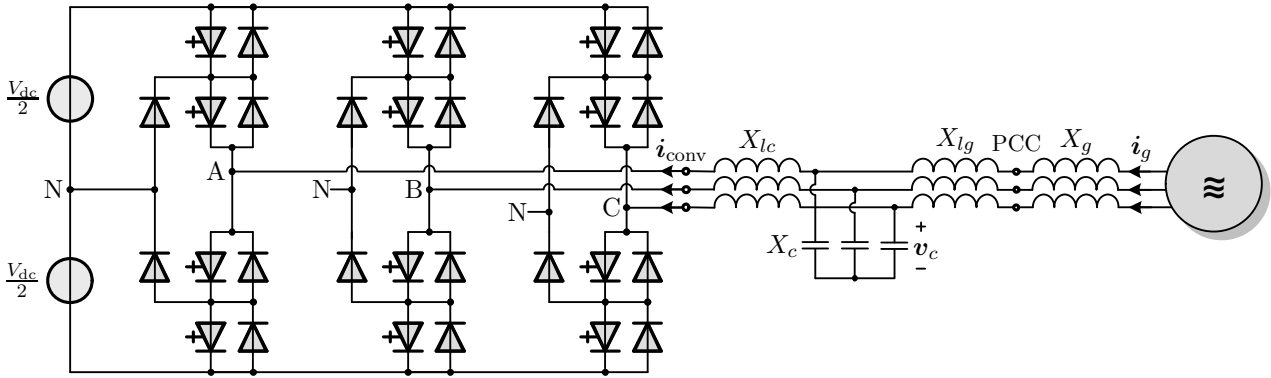 V_dc/2
V_dc/2
N
A
N
B
N
C
i_conv
X_lc
X_lg
PCC
X_g
i_g
X_c
+
v_c
−
≋